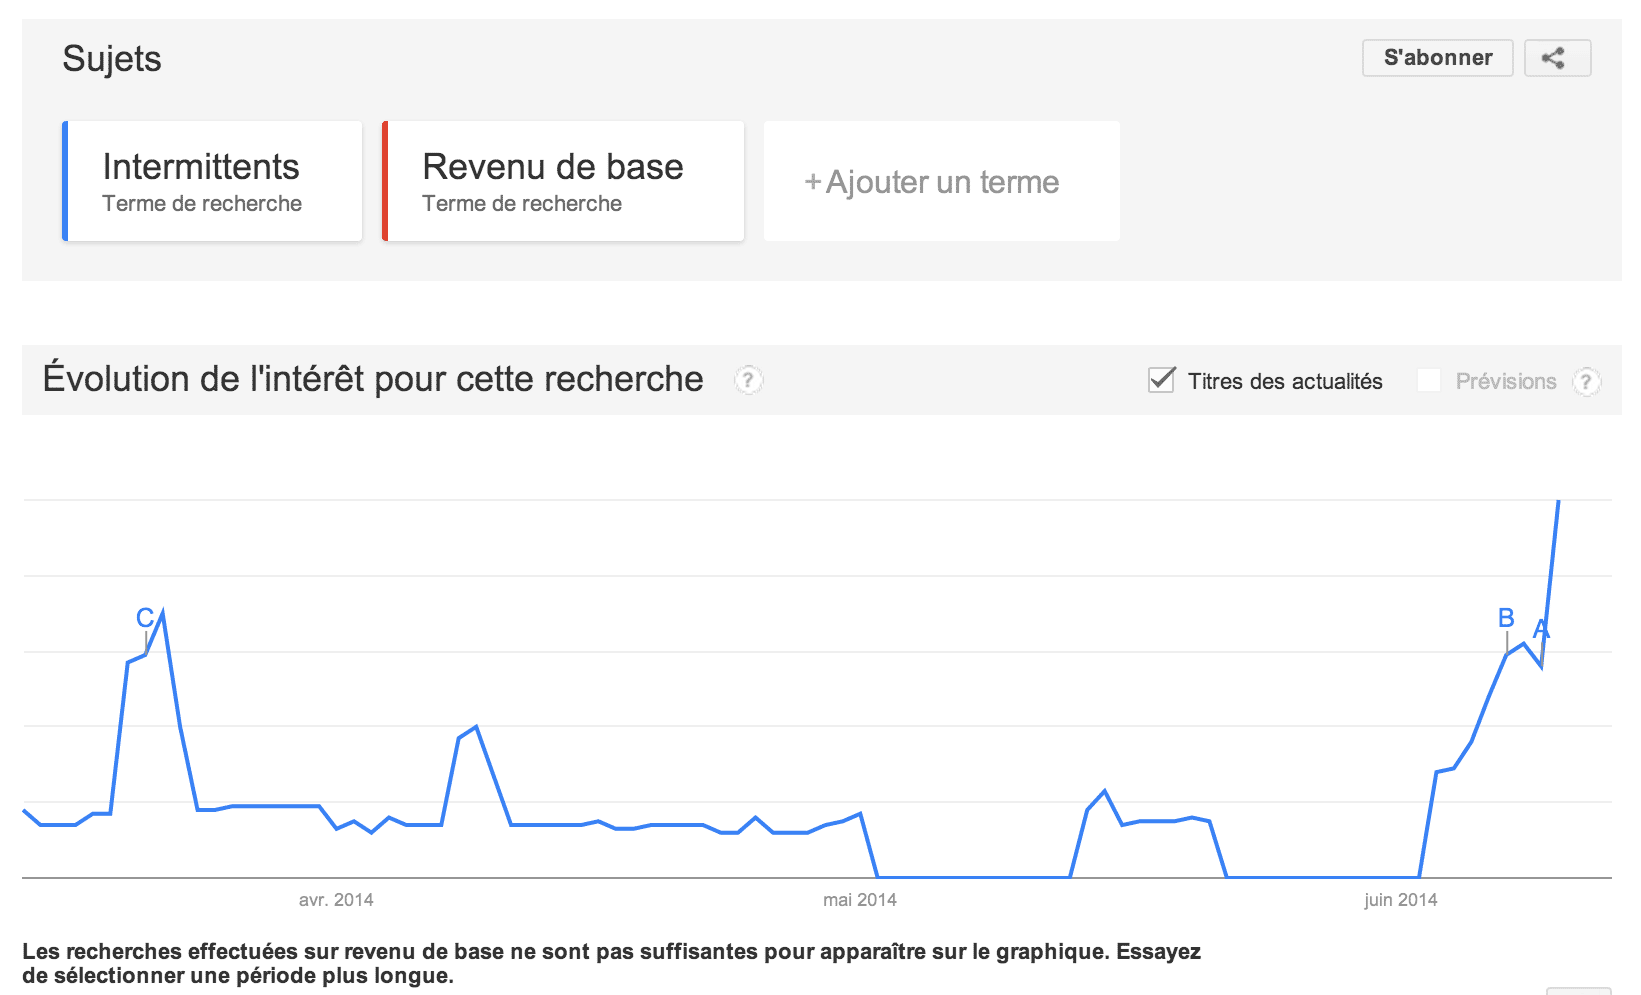 Sujets
S'abonner
Intermittents
Terme de recherche
Revenu de base
Terme de recherche
+Ajouter un terme
Évolution de l'intérêt pour cette recherche ?
Titres des actualités
Prévisions ?
C
B
A
avr. 2014
mai 2014
juin 2014
Les recherches effectuées sur revenu de base ne sont pas suffisantes pour apparaître sur le graphique. Essayez
de sélectionner une période plus longue.